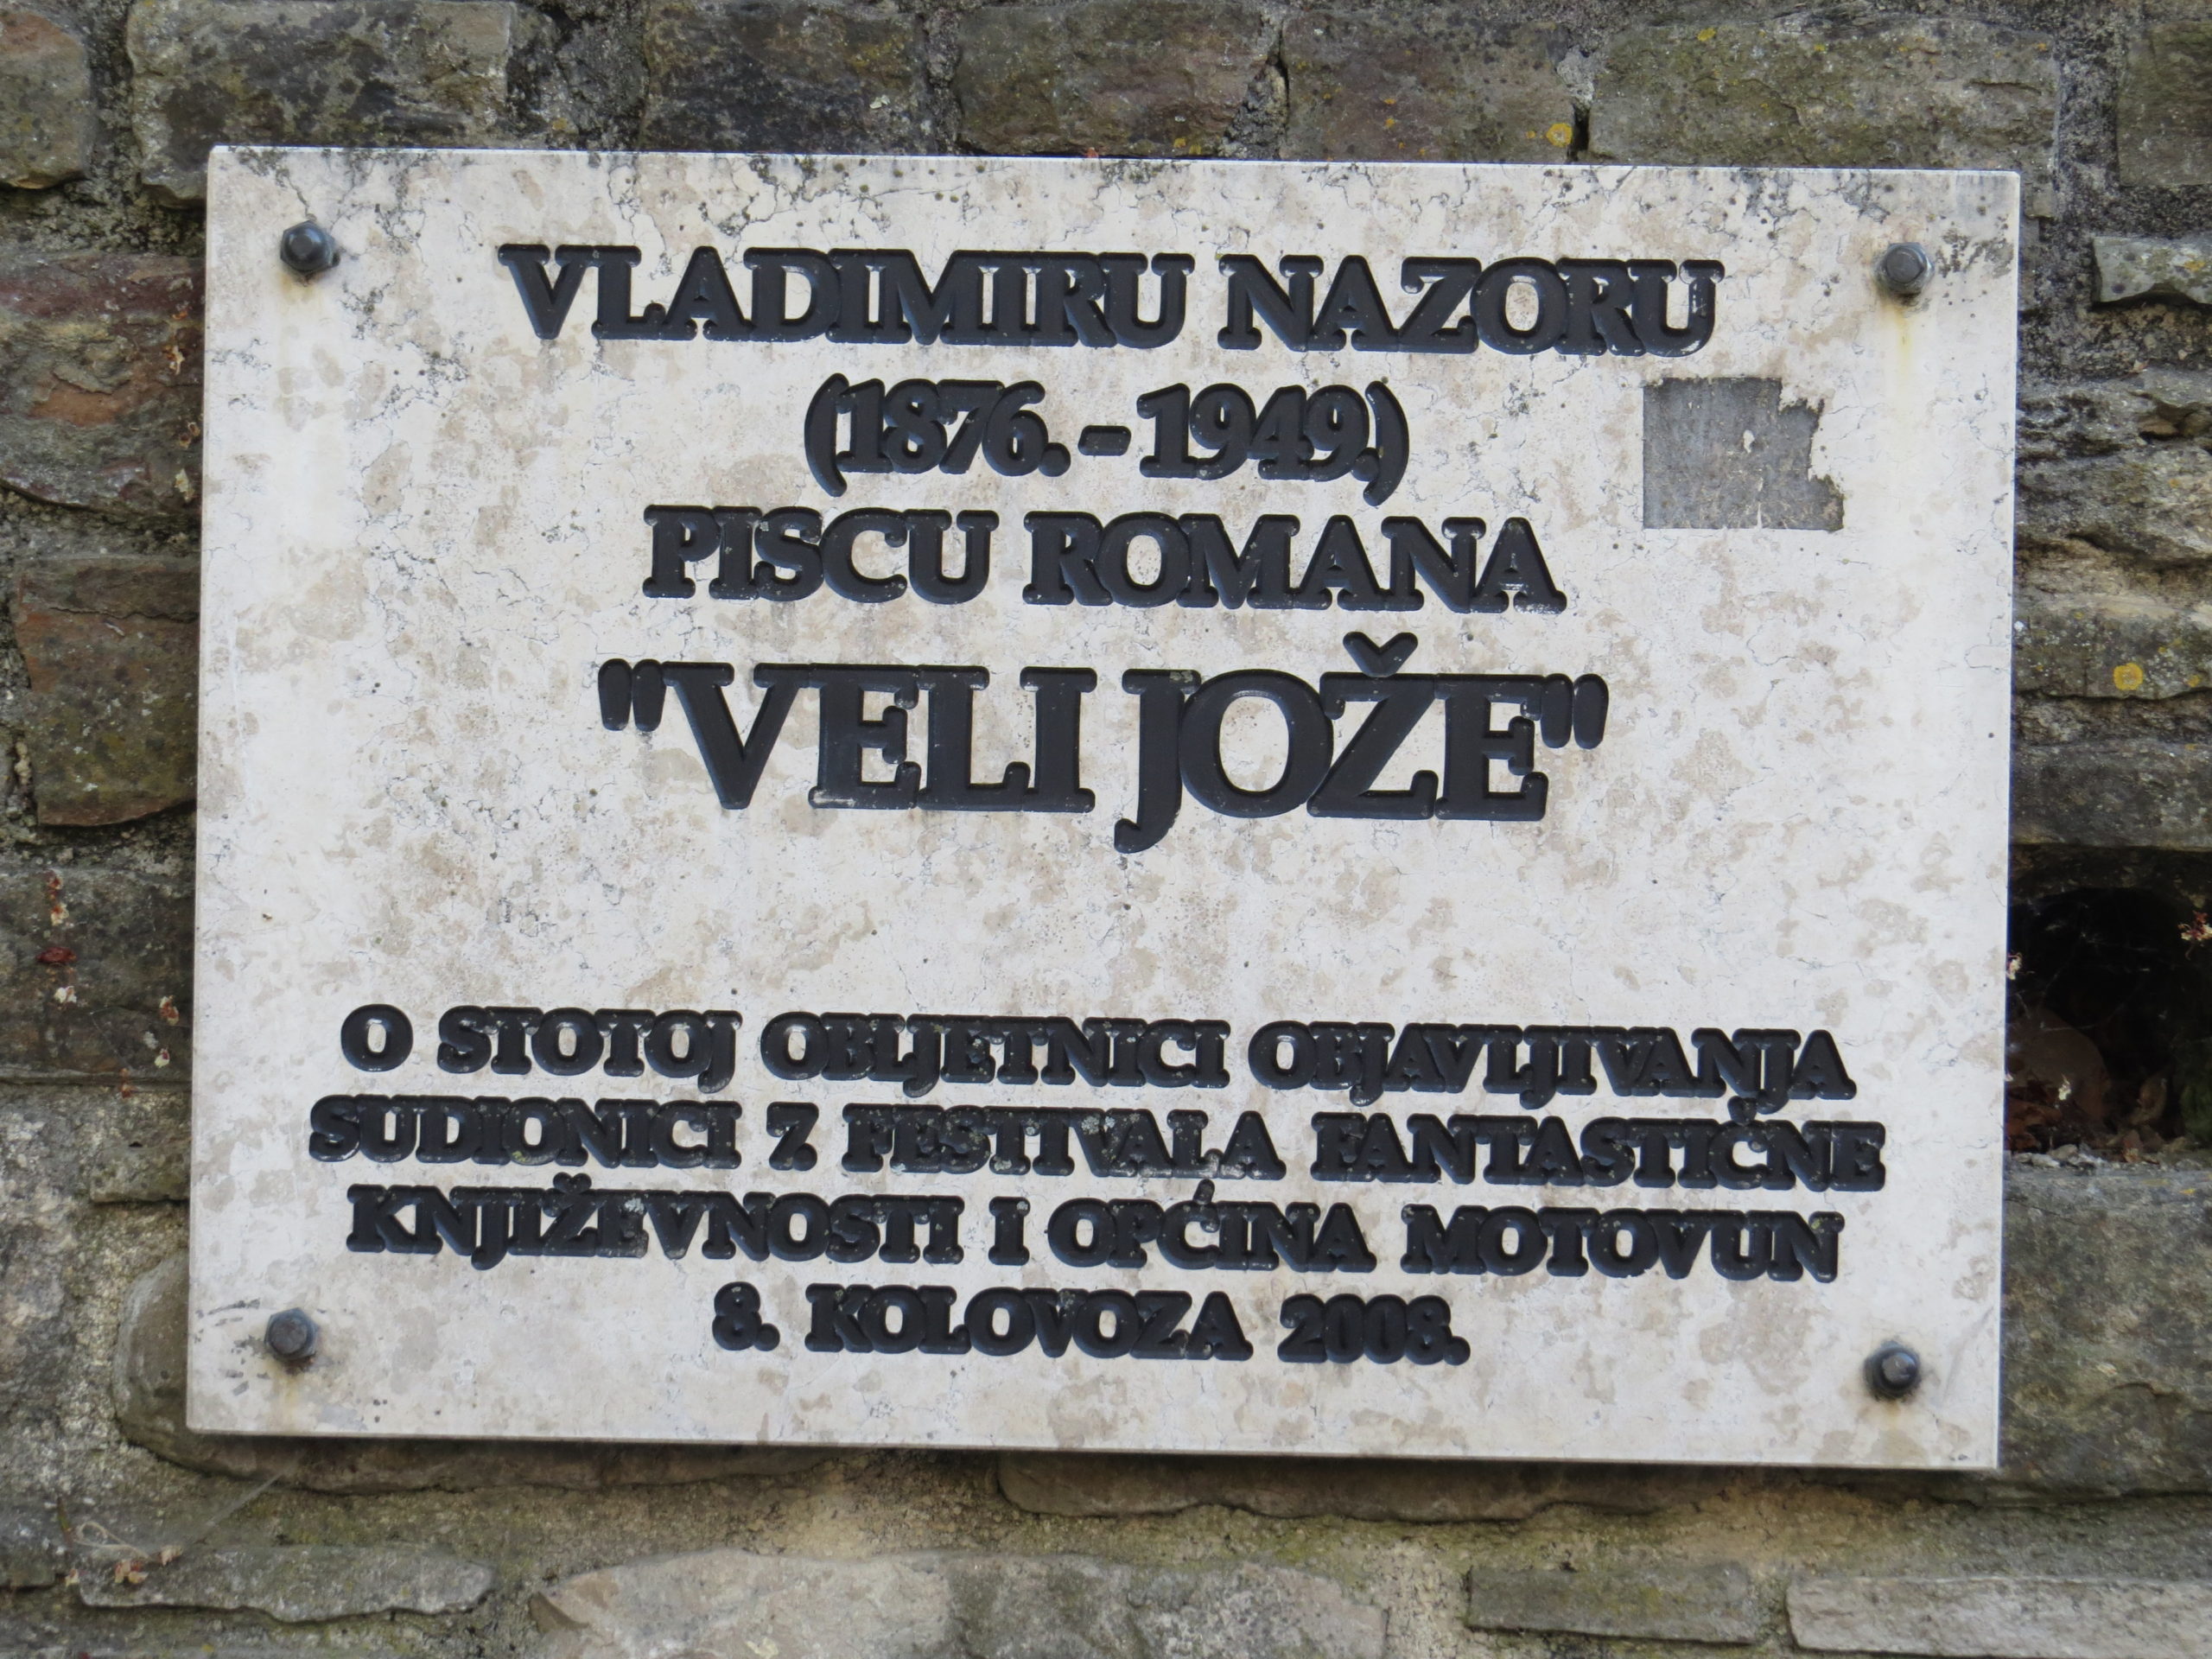 VLADIMIRU NAZORU
(1876.-1949.)
PISCU ROMANA
"VELI JOŽE"
O STOTOJ OBLJETNICI OBJAVLJIVANJA
SUDIONICI 7. FESTIVALA FANTASTIČNE
KNJIŽEVNOSTI I OPĆINA MOTOVUN
8. KOLOVOZA 2008.